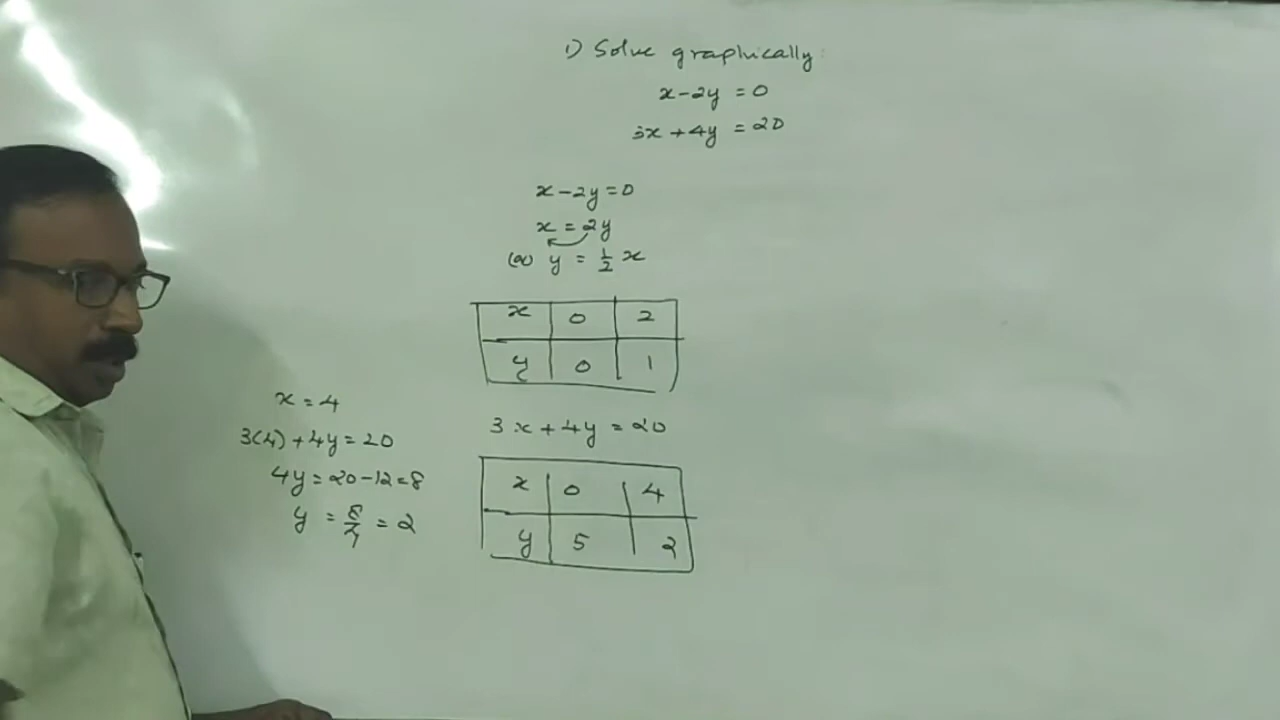 1) Solve graphically:
x-2y = 0
3x + 4y = 20
x-2y=0
x = 2y
(or) y = 1/2 x
x 0 2
y 0 1
3x + 4y = 20
x 0 4
y 5 2
x = 4
3(4) + 4y = 20
4y = 20 - 12 = 8
y = 8/4 = 2